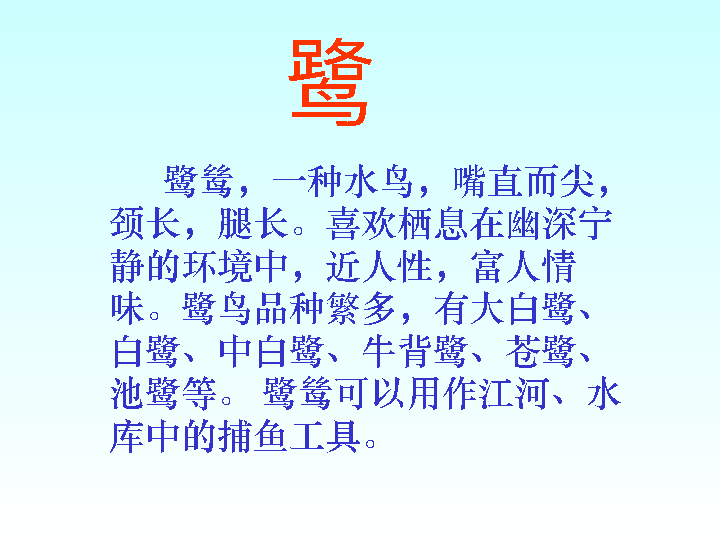 鹭
鹭鸶，一种水鸟，嘴直而尖，
颈长，腿长。喜欢栖息在幽深宁
静的环境中，近人性，富人情
味。鹭鸟品种繁多，有大白鹭、
白鹭、中白鹭、牛背鹭、苍鹭、
池鹭等。 鹭鸶可以用作江河、水
库中的捕鱼工具。